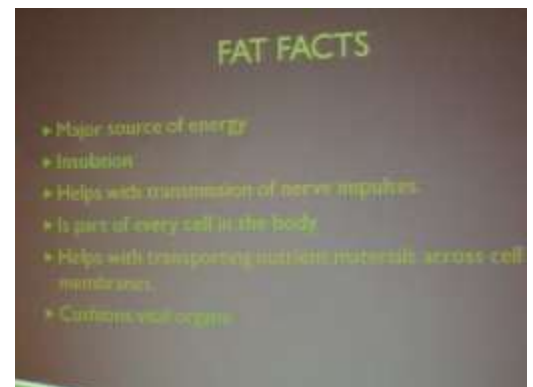 FAT FACTS
Major source of energy
Insulation
Helps with transmission of nerve impulses.
Is part of every cell in the body
Helps with transporting nutrient materials across cell
membranes.
Cushions vital organs